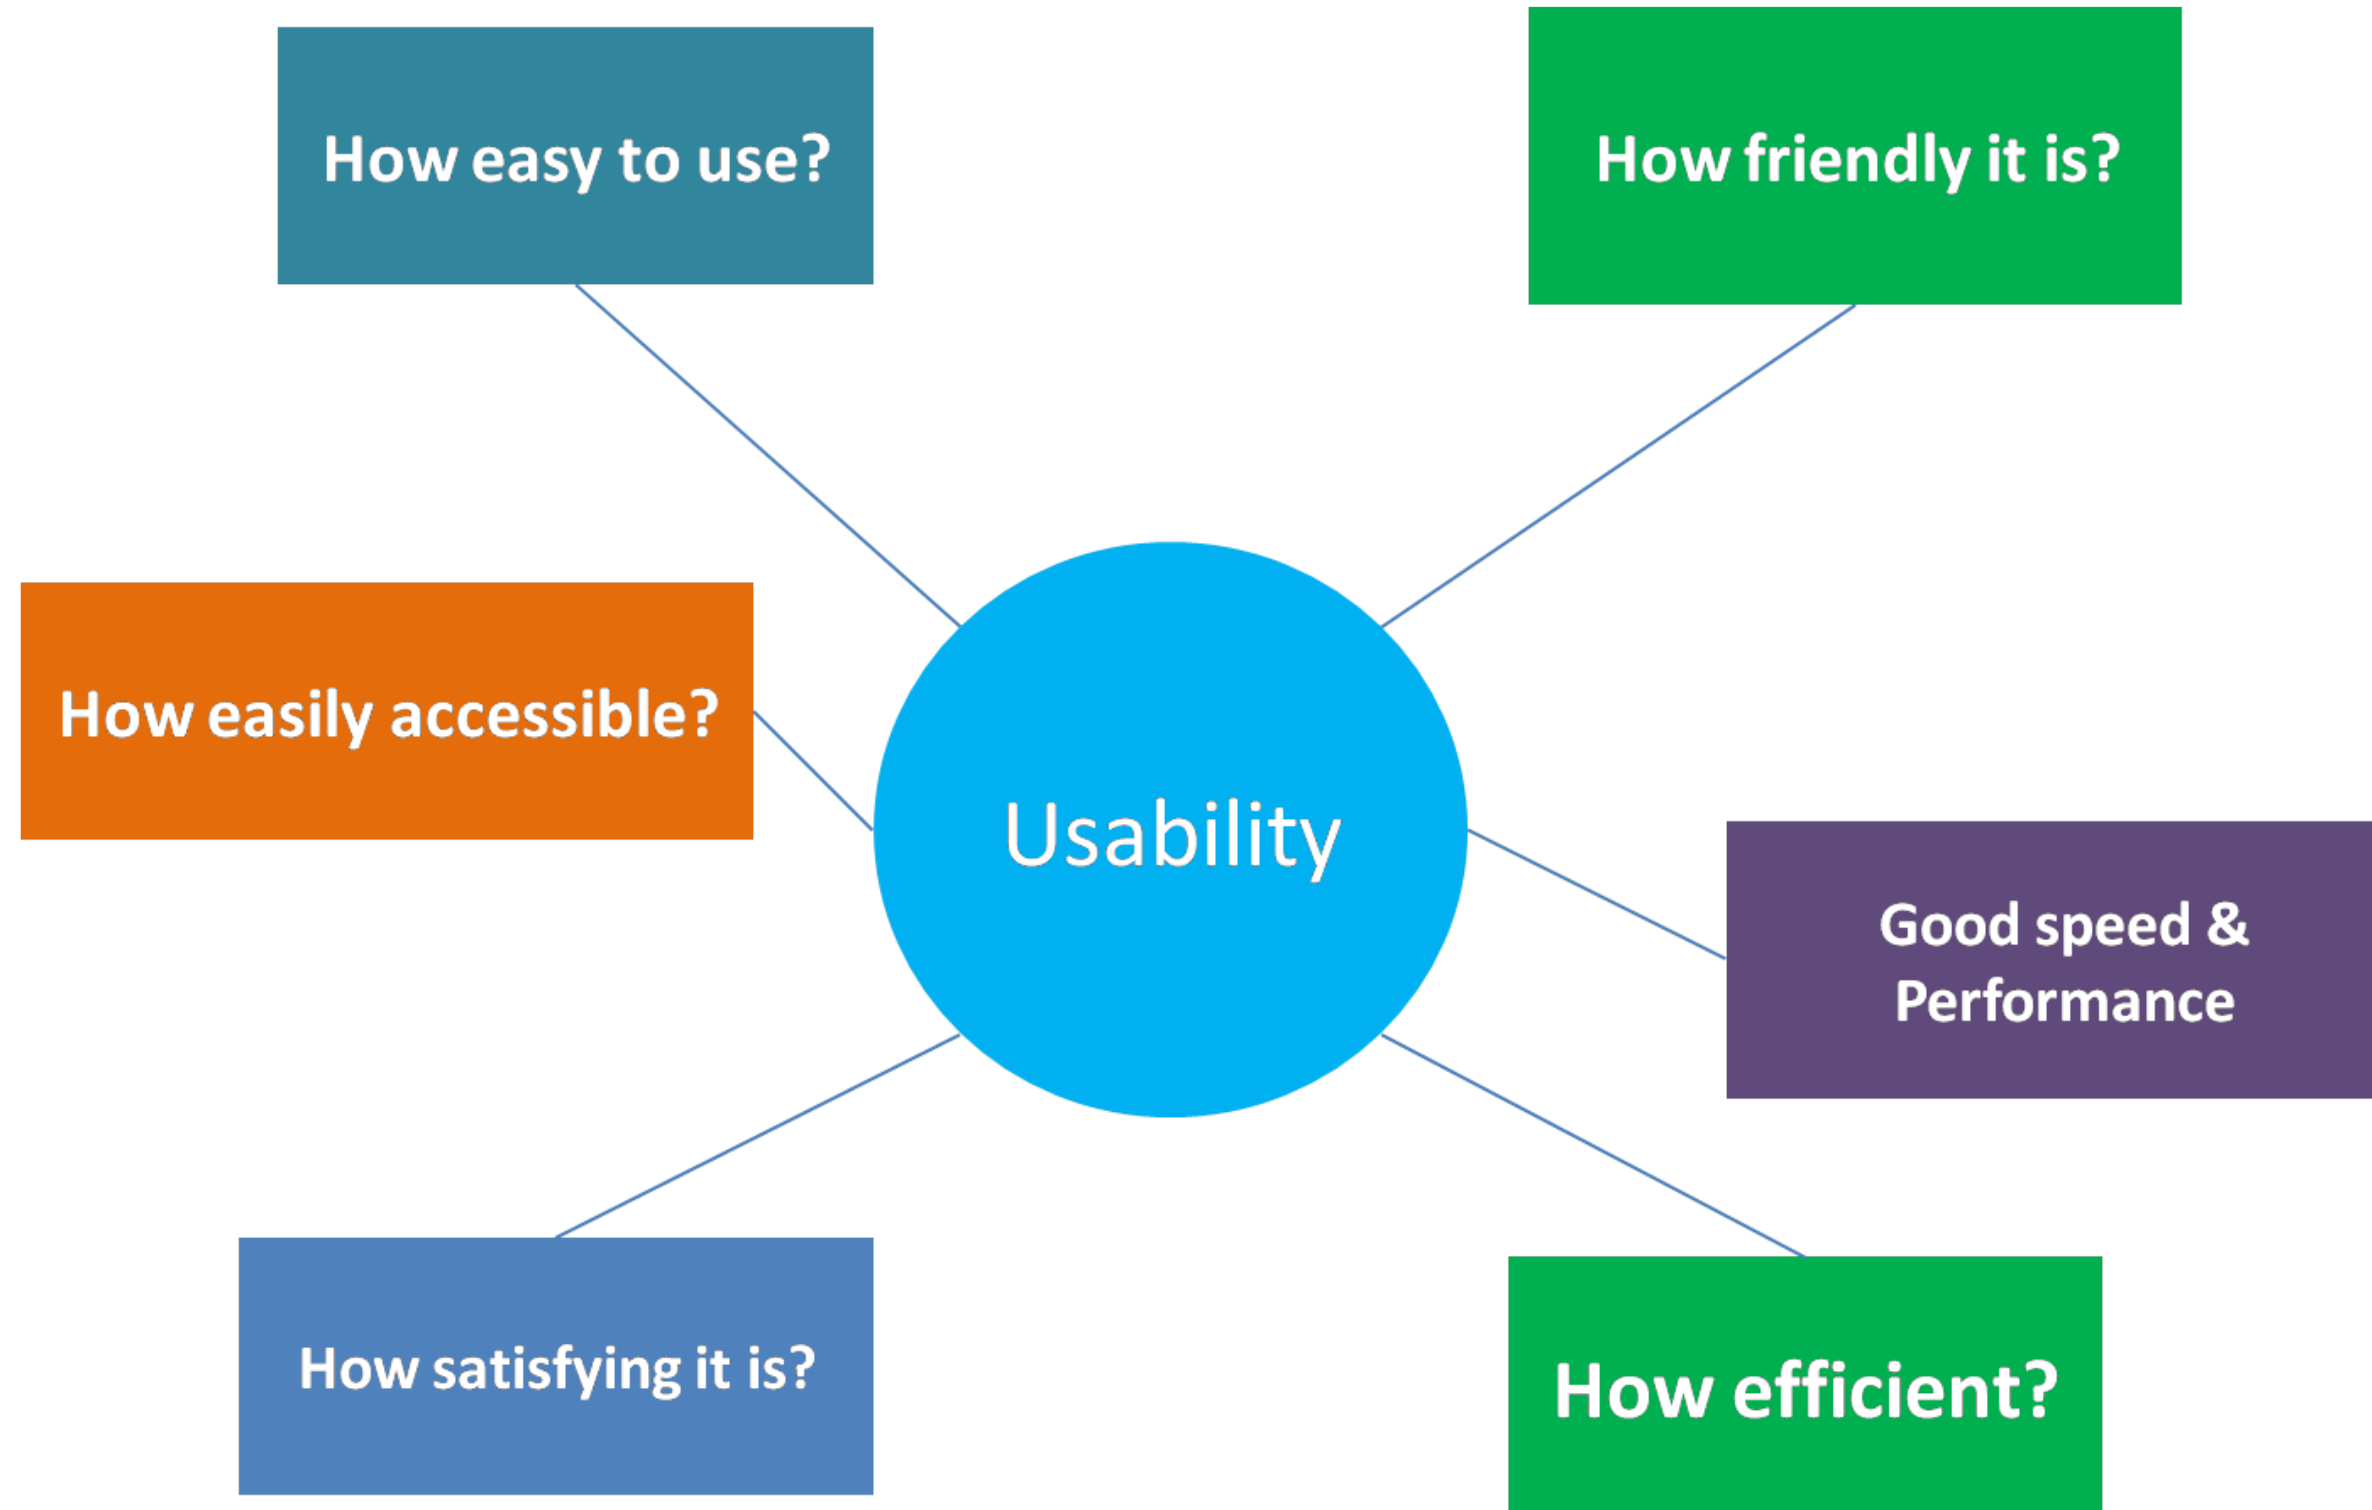 How easy to use?
How friendly it is?
How easily accessible?
Usability
Good speed &
Performance
How satisfying it is?
How efficient?